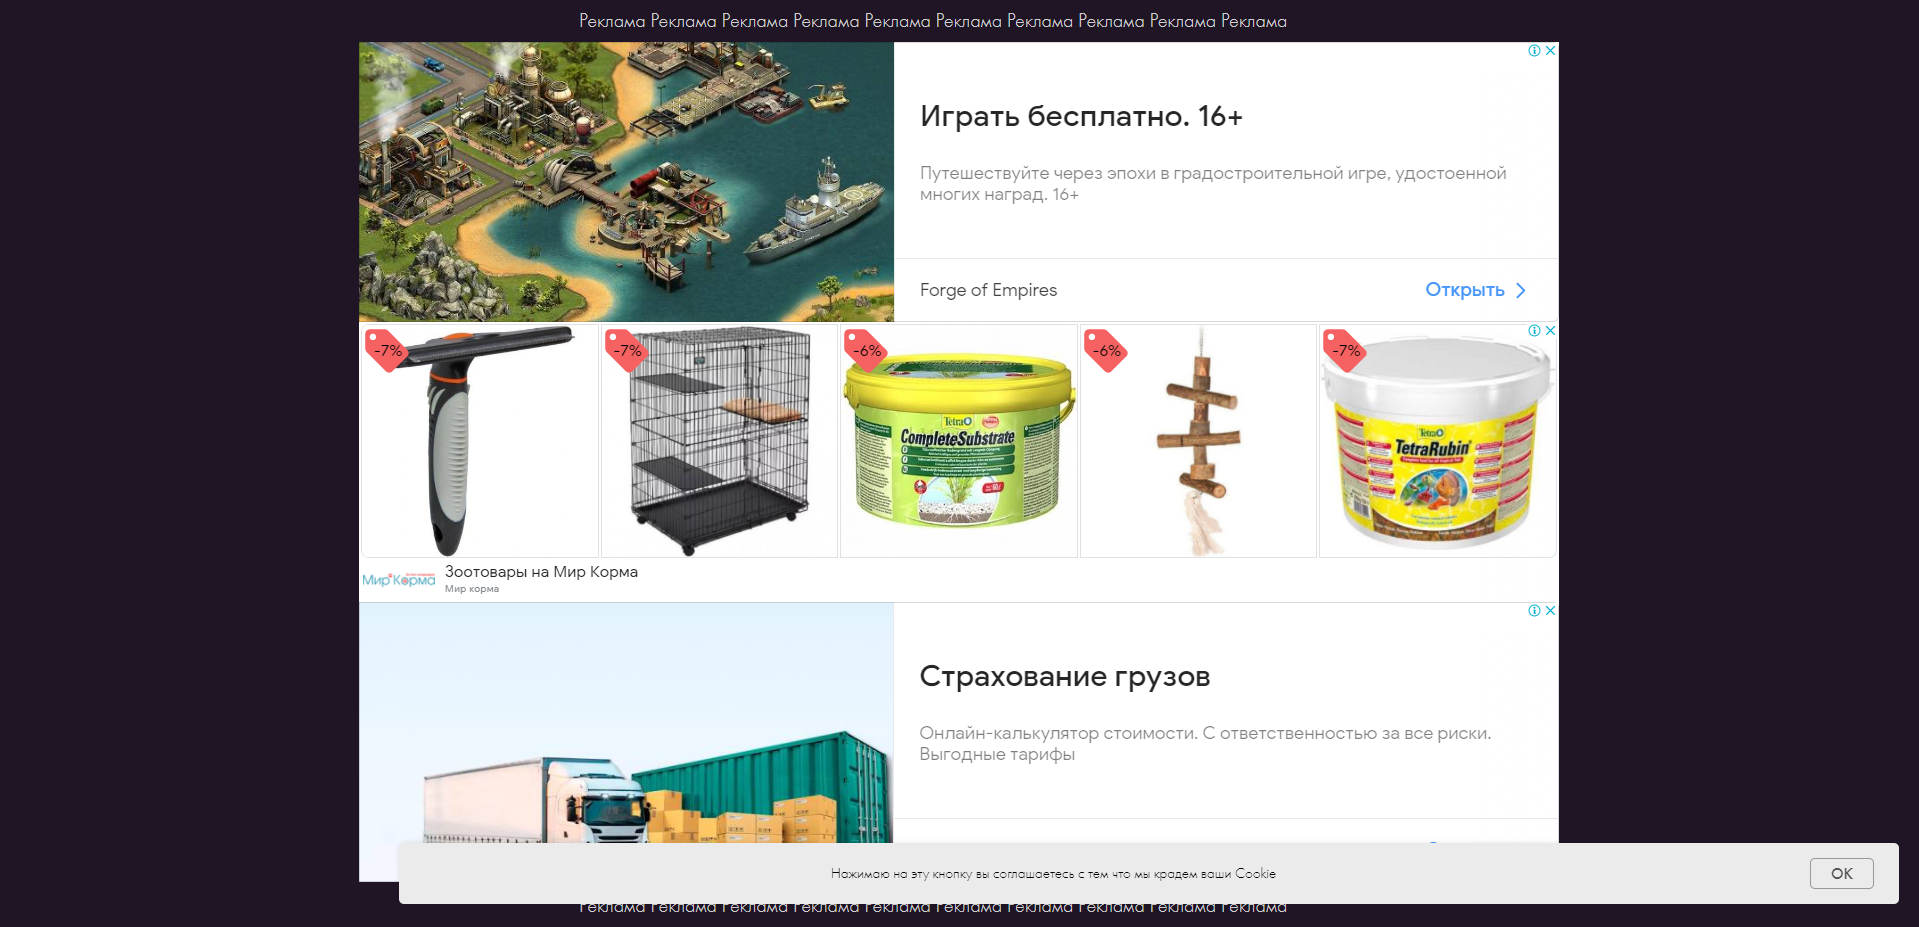 Реклама Реклама Реклама Реклама Реклама Реклама Реклама Реклама Реклама Реклама
Играть бесплатно. 16+
Путешествуйте через эпохи в градостроительной игре, удостоенной
многих наград. 16+
Forge of Empires
Открыть
-7%
-7%
-6%
-6%
-7%
Tetra
CompleteSubstrate
Tetra
TetraRubin
Мир Корма
Зоотовары на Мир Корма
Мир корма
Страхование грузов
Онлайн-калькулятор стоимости. С ответственностью за все риски.
Выгодные тарифы
Нажимаю на эту кнопку вы соглашаетесь с тем что мы крадем ваши Cookie
OK
Реклама Реклама Реклама Реклама Реклама Реклама Реклама Реклама Реклама Реклама